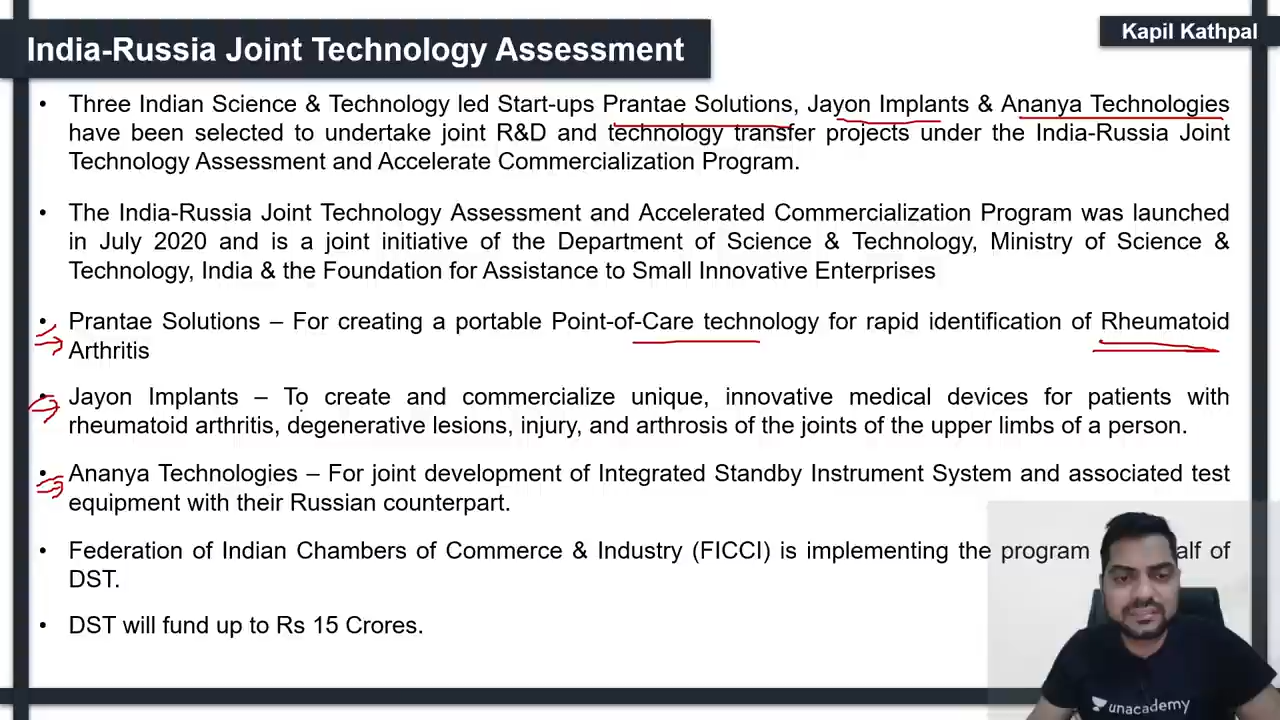 India-Russia Joint Technology Assessment
Kapil Kathpal
• Three Indian Science & Technology led Start-ups Prantae Solutions, Jayon Implants & Ananya Technologies
have been selected to undertake joint R&D and technology transfer projects under the India-Russia Joint
Technology Assessment and Accelerate Commercialization Program.
• The India-Russia Joint Technology Assessment and Accelerated Commercialization Program was launched
in July 2020 and is a joint initiative of the Department of Science & Technology, Ministry of Science &
Technology, India & the Foundation for Assistance to Small Innovative Enterprises
• Prantae Solutions – For creating a portable Point-of-Care technology for rapid identification of Rheumatoid
Arthritis
• Jayon Implants – To create and commercialize unique, innovative medical devices for patients with
rheumatoid arthritis, degenerative lesions, injury, and arthrosis of the joints of the upper limbs of a person.
• Ananya Technologies – For joint development of Integrated Standby Instrument System and associated test
equipment with their Russian counterpart.
• Federation of Indian Chambers of Commerce & Industry (FICCI) is implementing the program alf of
DST.
• DST will fund up to Rs 15 Crores.
unacademy